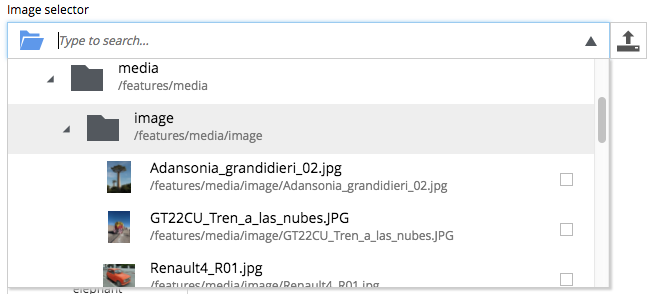 Image selector
Type to search...
media
/features/media
image
/features/media/image
Adansonia_grandidieri_02.jpg
/features/media/image/Adansonia_grandidieri_02.jpg
GT22CU_Tren_a_las_nubes.JPG
/features/media/image/GT22CU_Tren_a_las_nubes.JPG
Renault4_R01.jpg
/features/media/image/Renault4_R01.jpg
elephant